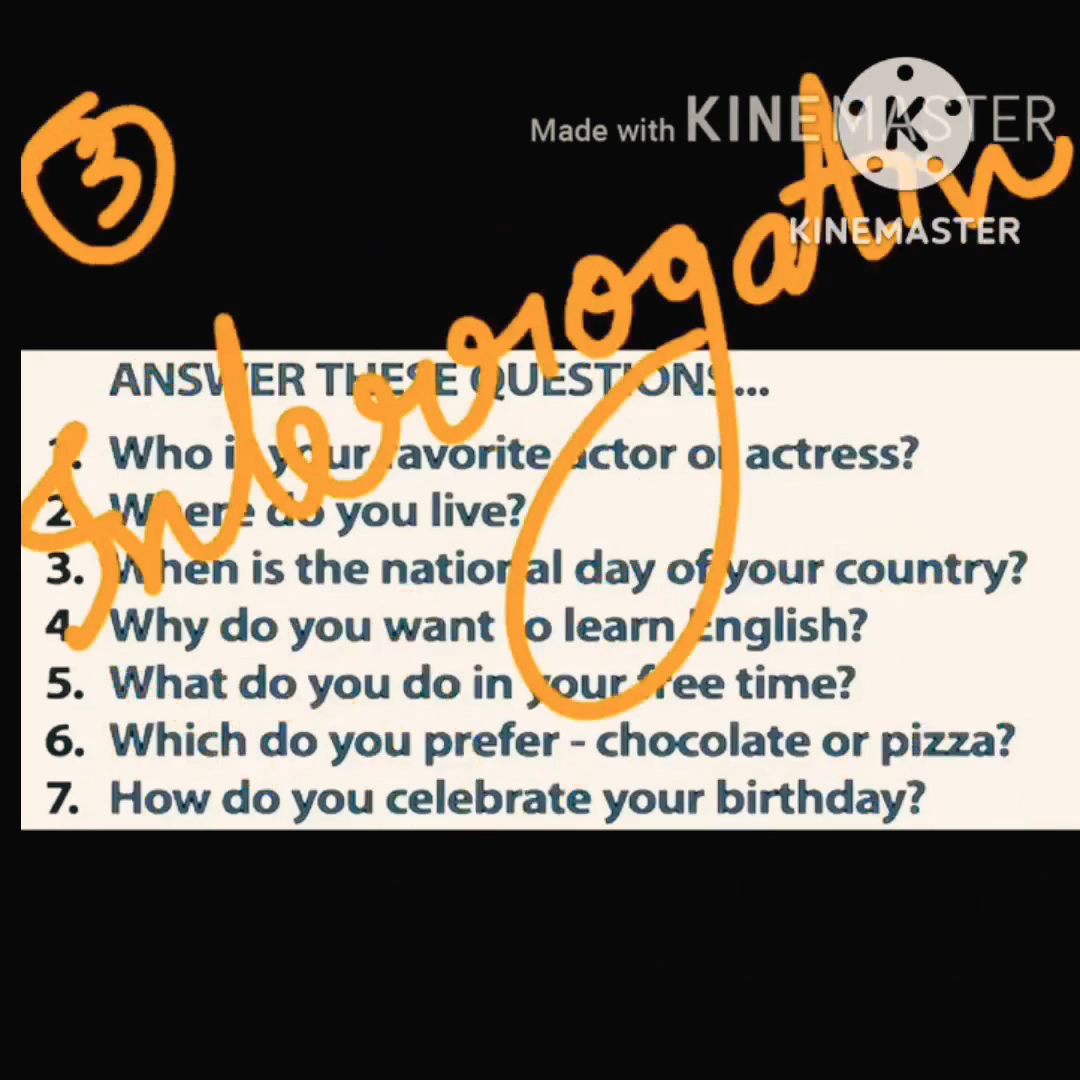 3
Made with KINEMASTER
KINEMASTER
Interrogatin
ANSWER THESE QUESTIONS...
1. Who is your favorite actor or actress?
2. Where do you live?
3. When is the national day of your country?
4. Why do you want to learn English?
5. What do you do in your free time?
6. Which do you prefer - chocolate or pizza?
7. How do you celebrate your birthday?